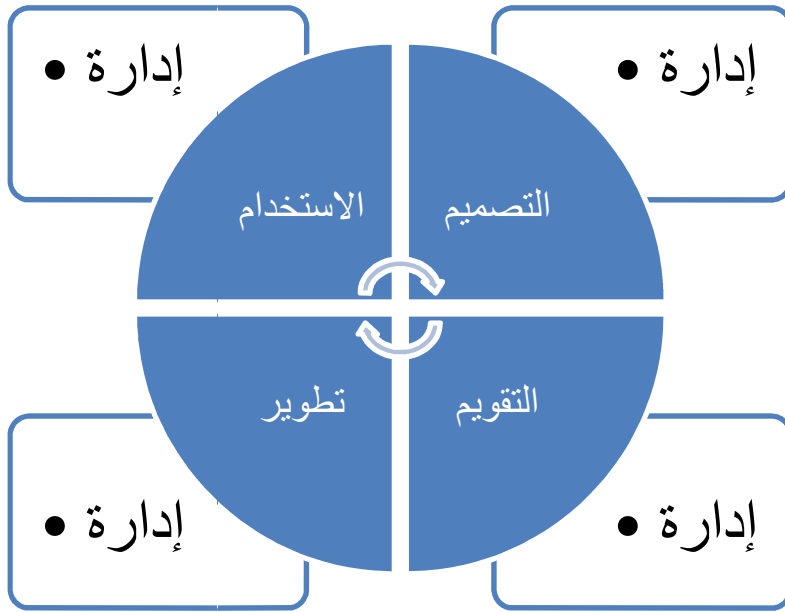 إدارة •
إدارة •
التصميم
الاستخدام
التقويم
تطوير
إدارة •
إدارة •